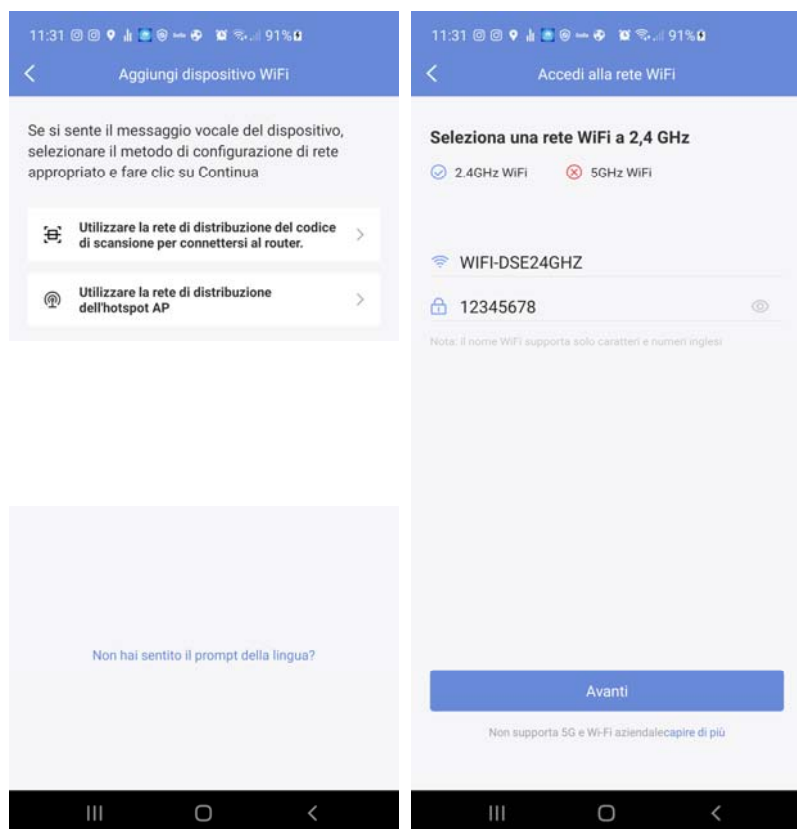 11:31 91%
Aggiungi dispositivo WiFi
Se si sente il messaggio vocale del dispositivo,
selezionare il metodo di configurazione di rete
appropriato e fare clic su Continua
Utilizzare la rete di distribuzione del codice
di scansione per connettersi al router.
Utilizzare la rete di distribuzione
dell'hotspot AP
Non hai sentito il prompt della lingua?
11:31 91%
Accedi alla rete WiFi
Seleziona una rete WiFi a 2,4 GHz
2.4GHz WiFi 5GHz WiFi
WIFI-DSE24GHZ
12345678
Nota: il nome WiFi supporta solo caratteri e numeri inglesi
Avanti
Non supporta 5G e Wi-Fi aziendalecapire di più